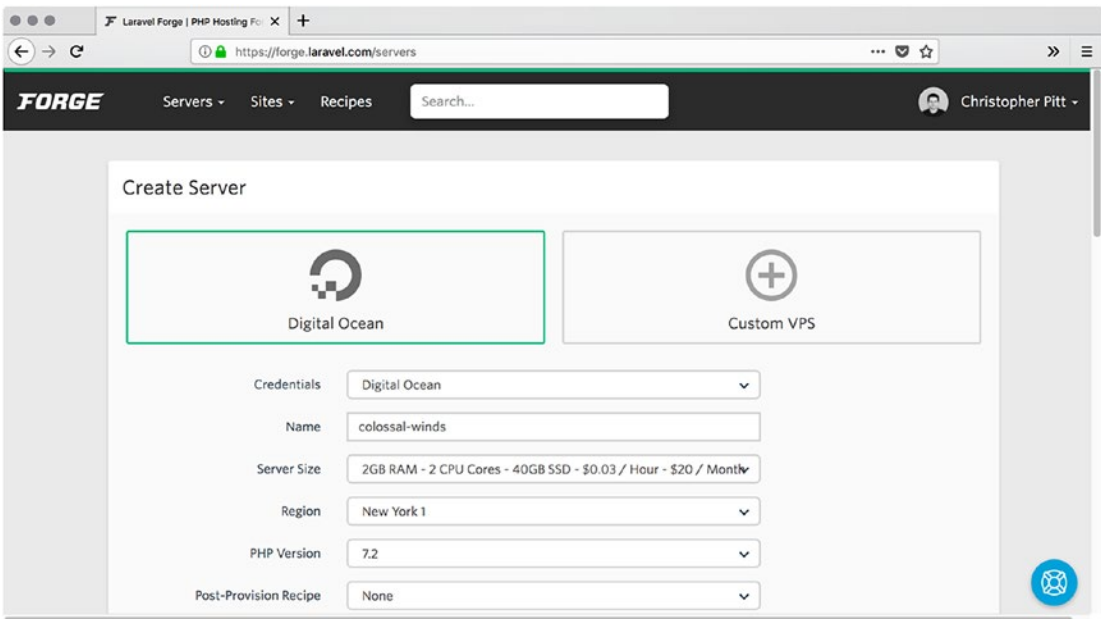 Laravel Forge | PHP Hosting Fo
https://forge.laravel.com/servers
FORGE Servers Sites Recipes Search... Christopher Pitt
Create Server
Digital Ocean Custom VPS
Credentials Digital Ocean
Name colossal-winds
Server Size 2GB RAM - 2 CPU Cores - 40GB SSD - $0.03 / Hour - $20 / Month
Region New York 1
PHP Version 7.2
Post-Provision Recipe None